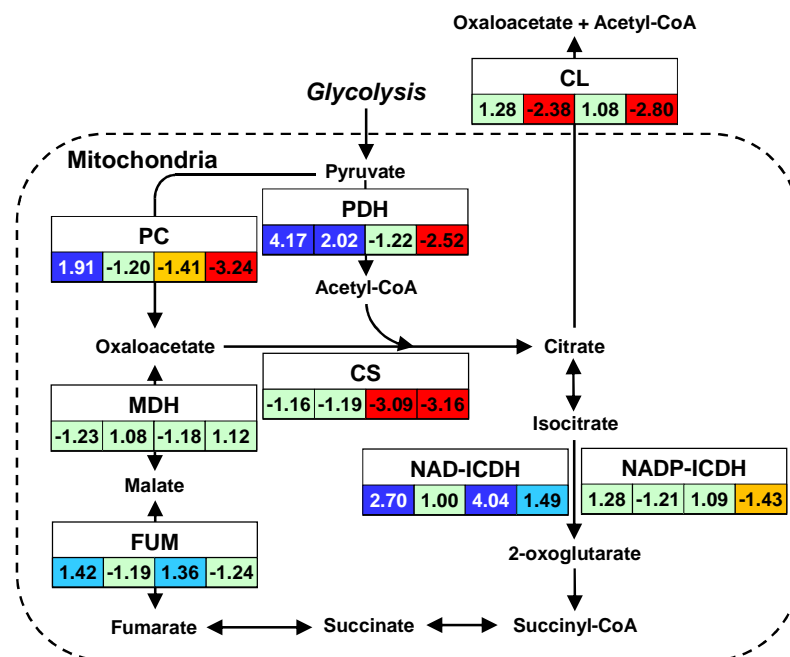 Oxaloacetate + Acetyl-CoA
CL
1.28 -2.38 1.08 -2.80
Glycolysis
Mitochondria
Pyruvate
PDH
4.17 2.02 -1.22 -2.52
PC
1.91 -1.20 -1.41 -3.24
Acetyl-CoA
Oxaloacetate
Citrate
CS
-1.16 -1.19 -3.09 -3.16
MDH
-1.23 1.08 -1.18 1.12
Isocitrate
NAD-ICDH
2.70 1.00 4.04 1.49
NADP-ICDH
1.28 -1.21 1.09 -1.43
Malate
FUM
1.42 -1.19 1.36 -1.24
2-oxoglutarate
Fumarate
Succinate
Succinyl-CoA